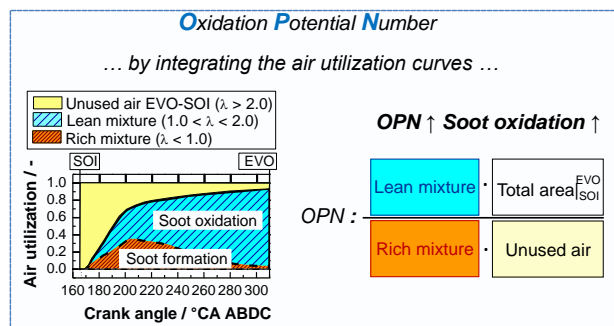 Oxidation Potential Number
… by integrating the air utilization curves …
Unused air EVO-SOI (λ > 2.0)
Lean mixture (1.0 < λ < 2.0)
Rich mixture (λ < 1.0)
SOI
EVO
1.0
0.8
0.6
0.4
0.2
0.0
Air utilization / -
Soot oxidation
Soot formation
160 180 200 220 240 260 280 300
Crank angle / °CA ABDC
OPN ↑ Soot oxidation ↑
OPN :
Lean mixture · Total area|EVO SOI
Rich mixture · Unused air